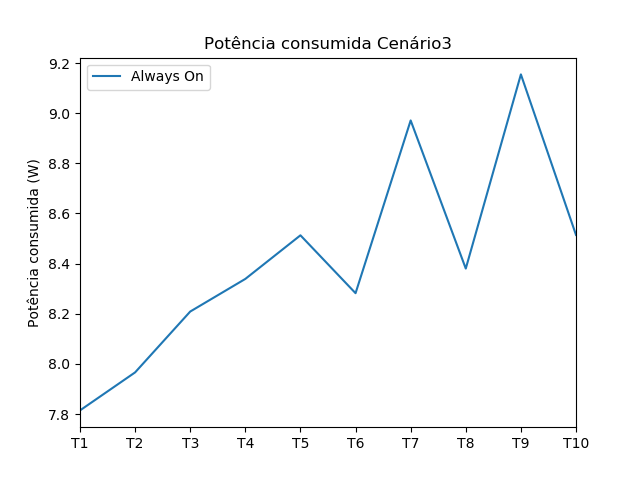 Potência consumida Cenário3
Always On
Potência consumida (W)
9.2
9.0
8.8
8.6
8.4
8.2
8.0
7.8
T1 T2 T3 T4 T5 T6 T7 T8 T9 T10